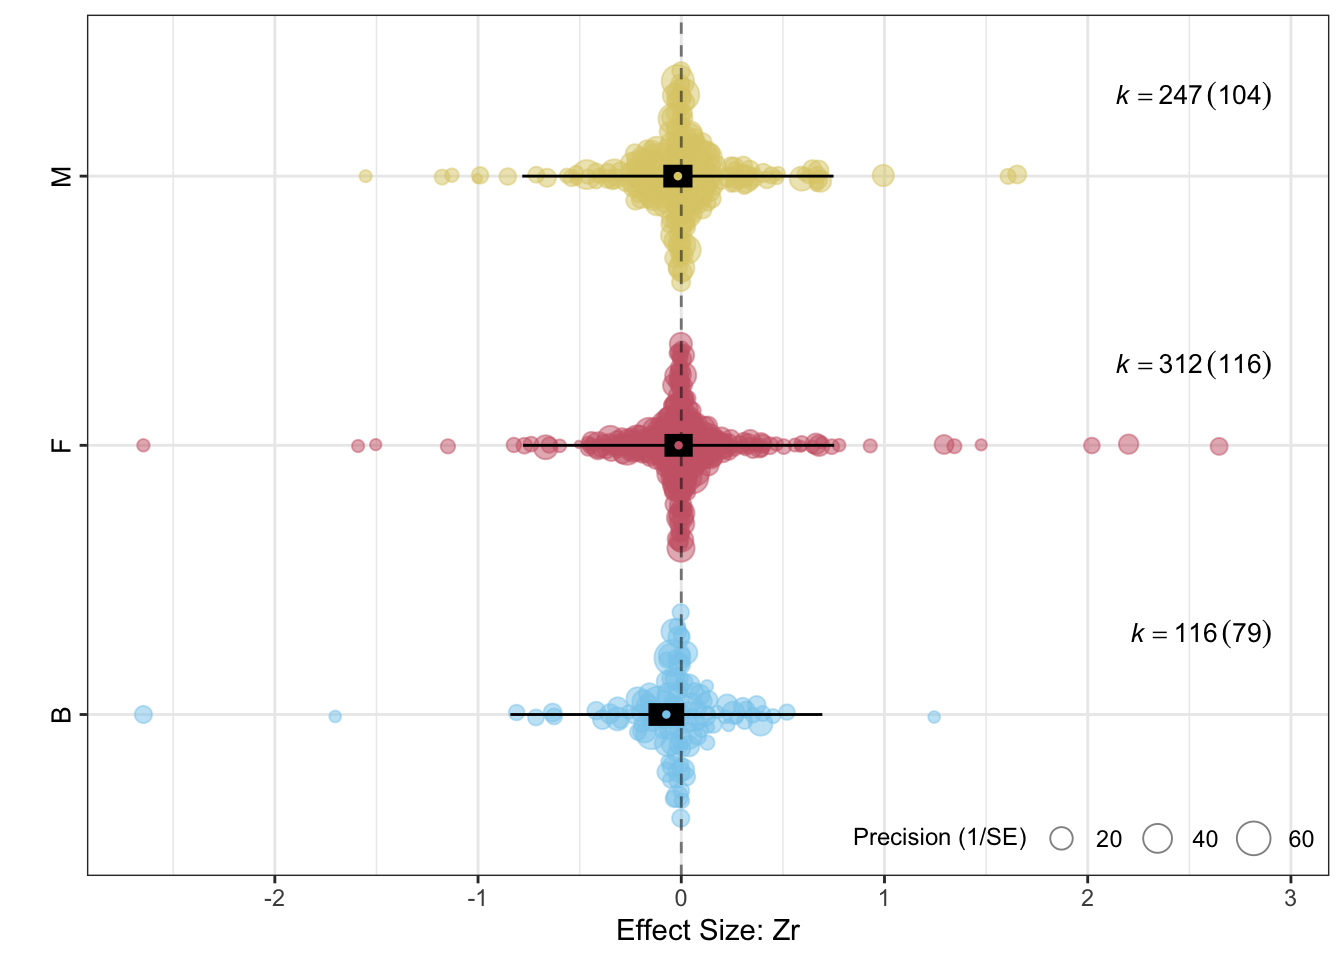 M
k = 247 (104)
F
k = 312 (116)
B
k = 116 (79)
Precision (1/SE) 20 40 60
-2 -1 0 1 2 3
Effect Size: Zr